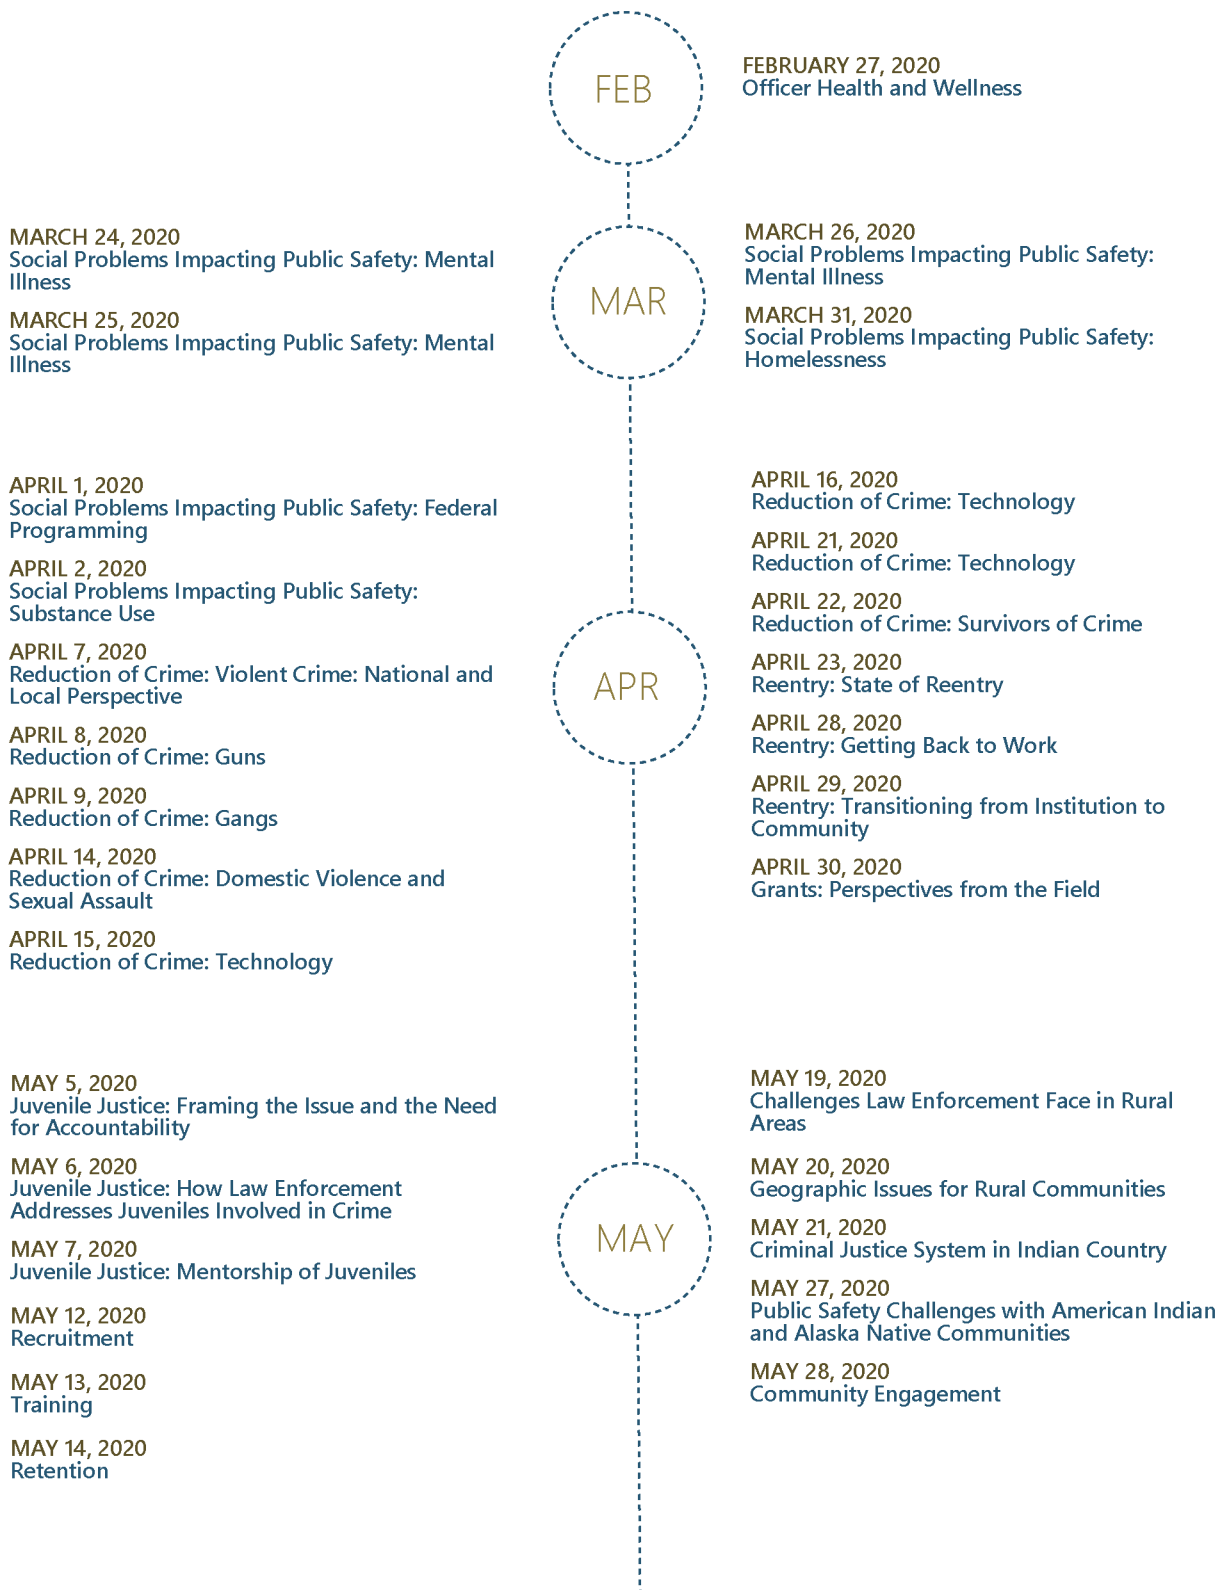 FEB
FEBRUARY 27, 2020
Officer Health and Wellness
MAR
MARCH 24, 2020
Social Problems Impacting Public Safety: Mental
Illness
MARCH 25, 2020
Social Problems Impacting Public Safety: Mental
Illness
MARCH 26, 2020
Social Problems Impacting Public Safety:
Mental Illness
MARCH 31, 2020
Social Problems Impacting Public Safety:
Homelessness
APR
APRIL 1, 2020
Social Problems Impacting Public Safety: Federal
Programming
APRIL 2, 2020
Social Problems Impacting Public Safety:
Substance Use
APRIL 7, 2020
Reduction of Crime: Violent Crime: National and
Local Perspective
APRIL 8, 2020
Reduction of Crime: Guns
APRIL 9, 2020
Reduction of Crime: Gangs
APRIL 14, 2020
Reduction of Crime: Domestic Violence and
Sexual Assault
APRIL 15, 2020
Reduction of Crime: Technology
APRIL 16, 2020
Reduction of Crime: Technology
APRIL 21, 2020
Reduction of Crime: Technology
APRIL 22, 2020
Reduction of Crime: Survivors of Crime
APRIL 23, 2020
Reentry: State of Reentry
APRIL 28, 2020
Reentry: Getting Back to Work
APRIL 29, 2020
Reentry: Transitioning from Institution to
Community
APRIL 30, 2020
Grants: Perspectives from the Field
MAY
MAY 5, 2020
Juvenile Justice: Framing the Issue and the Need
for Accountability
MAY 6, 2020
Juvenile Justice: How Law Enforcement
Addresses Juveniles Involved in Crime
MAY 7, 2020
Juvenile Justice: Mentorship of Juveniles
MAY 12, 2020
Recruitment
MAY 13, 2020
Training
MAY 14, 2020
Retention
MAY 19, 2020
Challenges Law Enforcement Face in Rural
Areas
MAY 20, 2020
Geographic Issues for Rural Communities
MAY 21, 2020
Criminal Justice System in Indian Country
MAY 27, 2020
Public Safety Challenges with American Indian
and Alaska Native Communities
MAY 28, 2020
Community Engagement